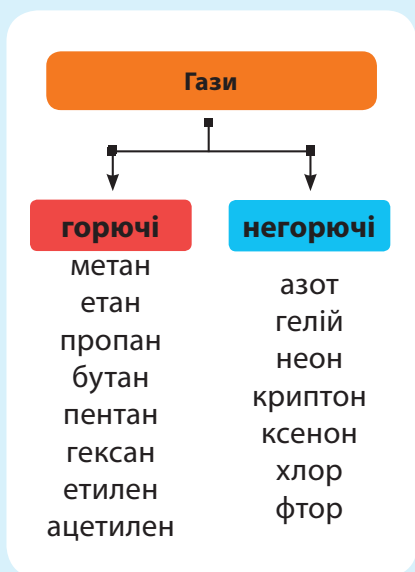 Гази
горючі
метан
етан
пропан
бутан
пентан
гексан
етилен
ацетилен
негорючі
азот
гелій
неон
криптон
ксенон
хлор
фтор